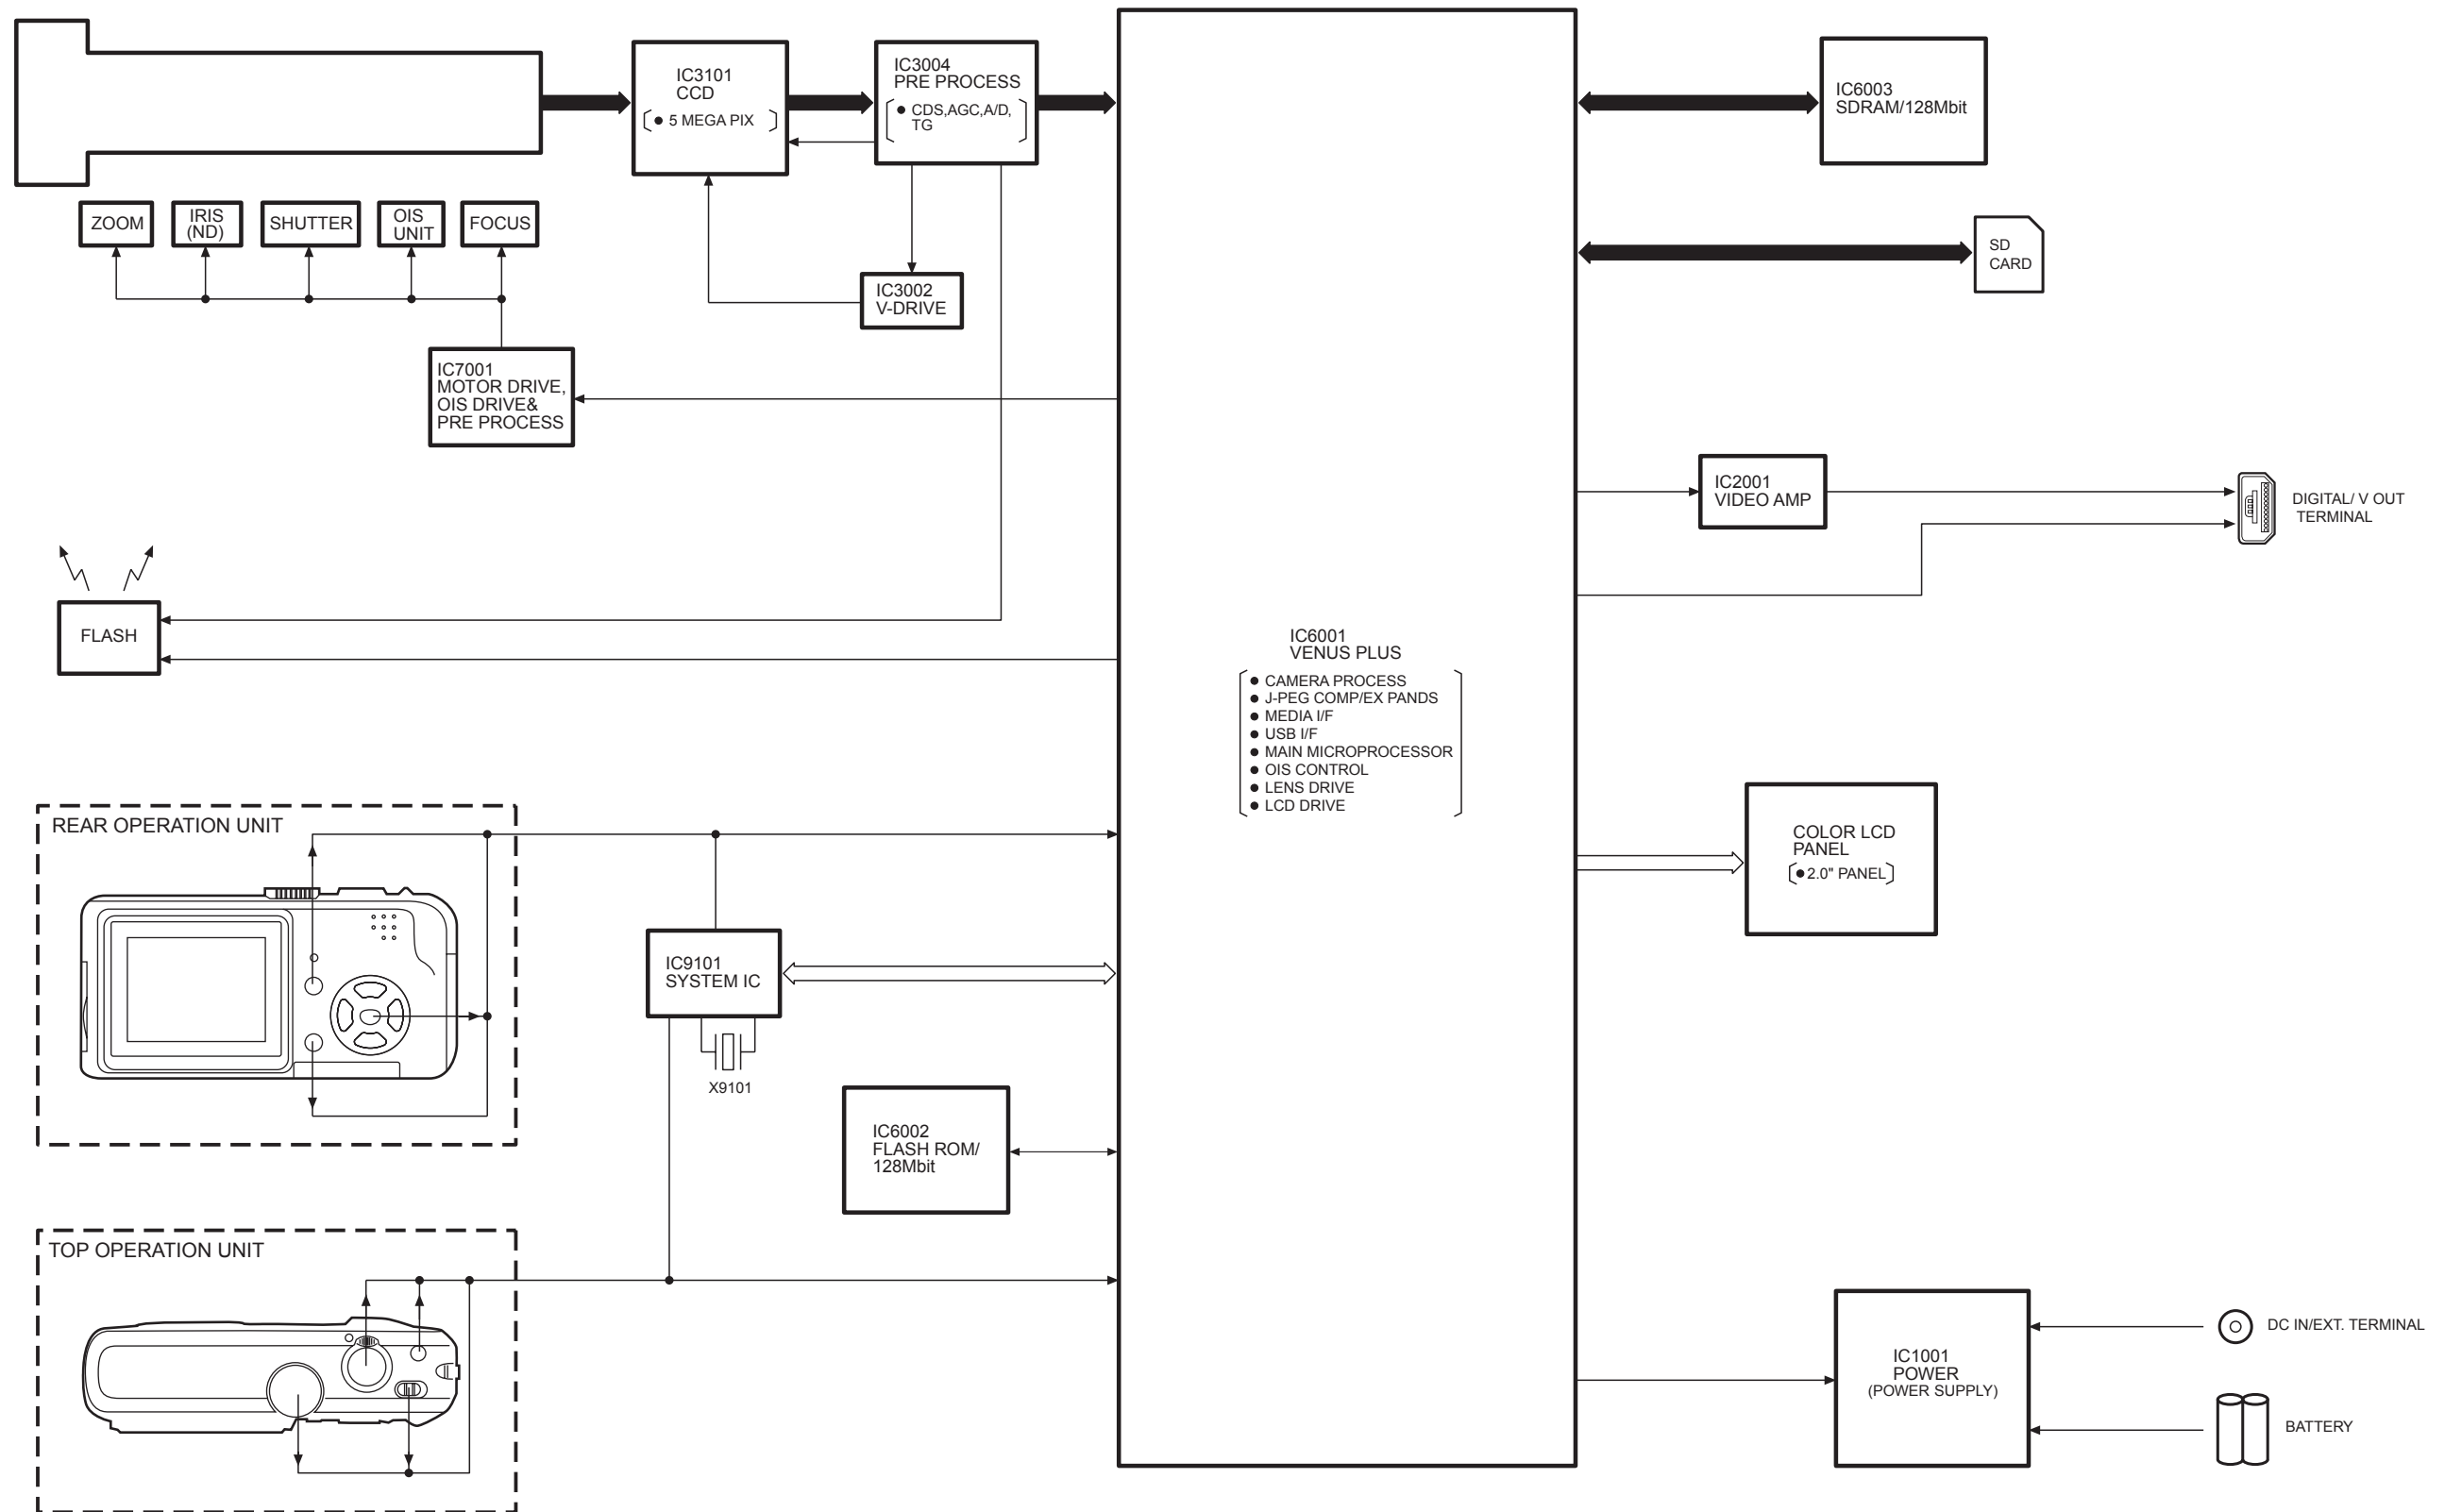 IC3101
CCD
● 5 MEGA PIX
IC3004
PRE PROCESS
● CDS,AGC,A/D,
TG
IC6003
SDRAM/128Mbit
ZOOM
IRIS
(ND)
SHUTTER
OIS
UNIT
FOCUS
SD
CARD
IC3002
V-DRIVE
IC7001
MOTOR DRIVE,
OIS DRIVE&
PRE PROCESS
IC2001
VIDEO AMP
DIGITAL/ V OUT
TERMINAL
FLASH
IC6001
VENUS PLUS
● CAMERA PROCESS
● J-PEG COMP/EX PANDS
● MEDIA I/F
● USB I/F
● MAIN MICROPROCESSOR
● OIS CONTROL
● LENS DRIVE
● LCD DRIVE
REAR OPERATION UNIT
COLOR LCD
PANEL
●2.0" PANEL
IC9101
SYSTEM IC
X9101
IC6002
FLASH ROM/
128Mbit
TOP OPERATION UNIT
IC1001
POWER
(POWER SUPPLY)
DC IN/EXT. TERMINAL
BATTERY